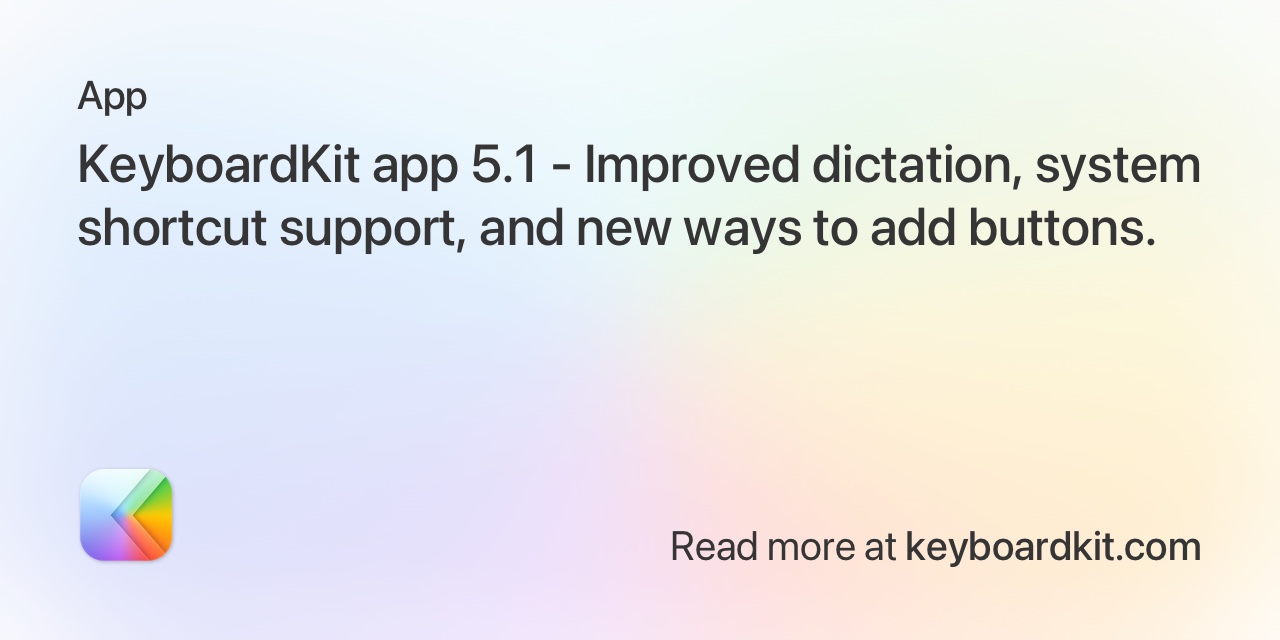 App
KeyboardKit app 5.1 - Improved dictation, system
shortcut support, and new ways to add buttons.
Read more at keyboardkit.com